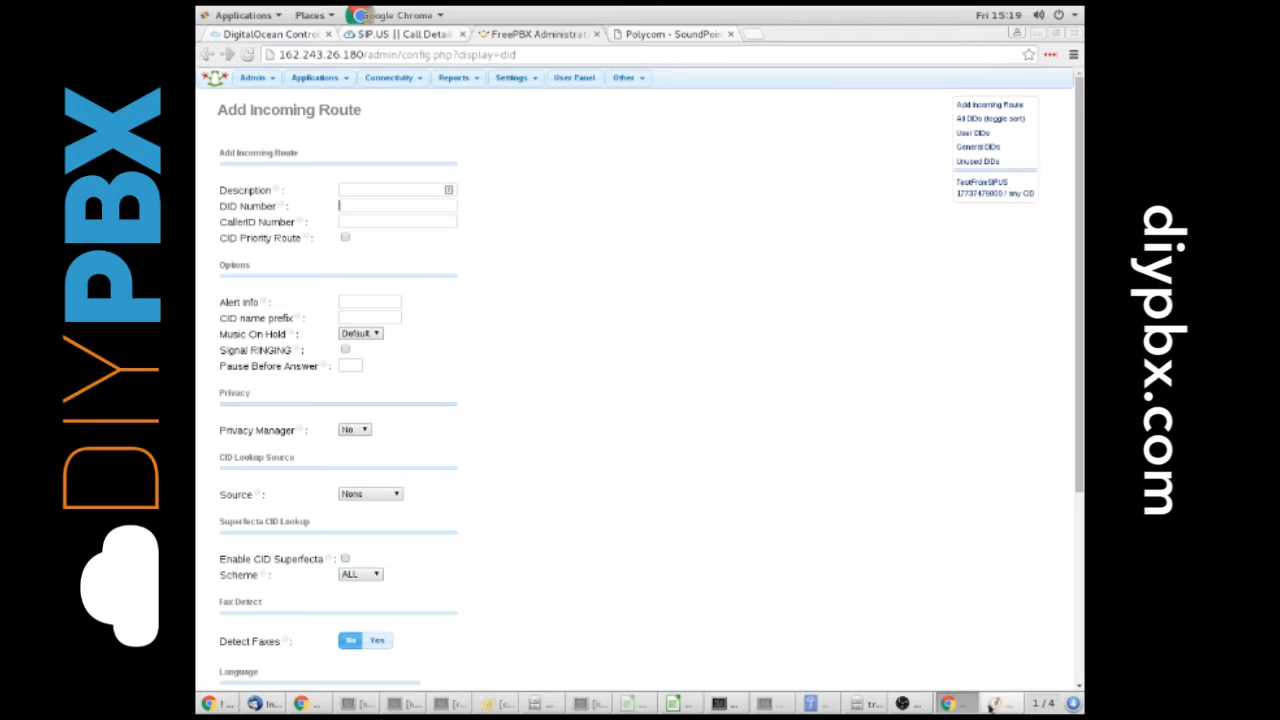 Applications Places Google Chrome Fri 15:19
DigitalOcean Control SIP.US || Call Detail FreePBX Administrat Polycom - SoundPoin
162.243.26.180/admin/config.php?display=did
Admin Applications Connectivity Reports Settings User Panel Other
Add Incoming Route
Add Incoming Route
Description :
DID Number :
CallerID Number :
CID Priority Route :
Options
Alert Info :
CID name prefix :
Music On Hold : Default
Signal RINGING :
Pause Before Answer :
Privacy
Privacy Manager : No
CID Lookup Source
Source : None
Superfecta CID Lookup
Enable CID Superfecta :
Scheme : ALL
Fax Detect
Detect Faxes : No Yes
Language
Add Incoming Route
All DIDs (toggle sort)
User DIDs
General DIDs
Unused DIDs
TestFromSIPUS
/ any CID
1 / 4
DIYPBX
diypbx.com